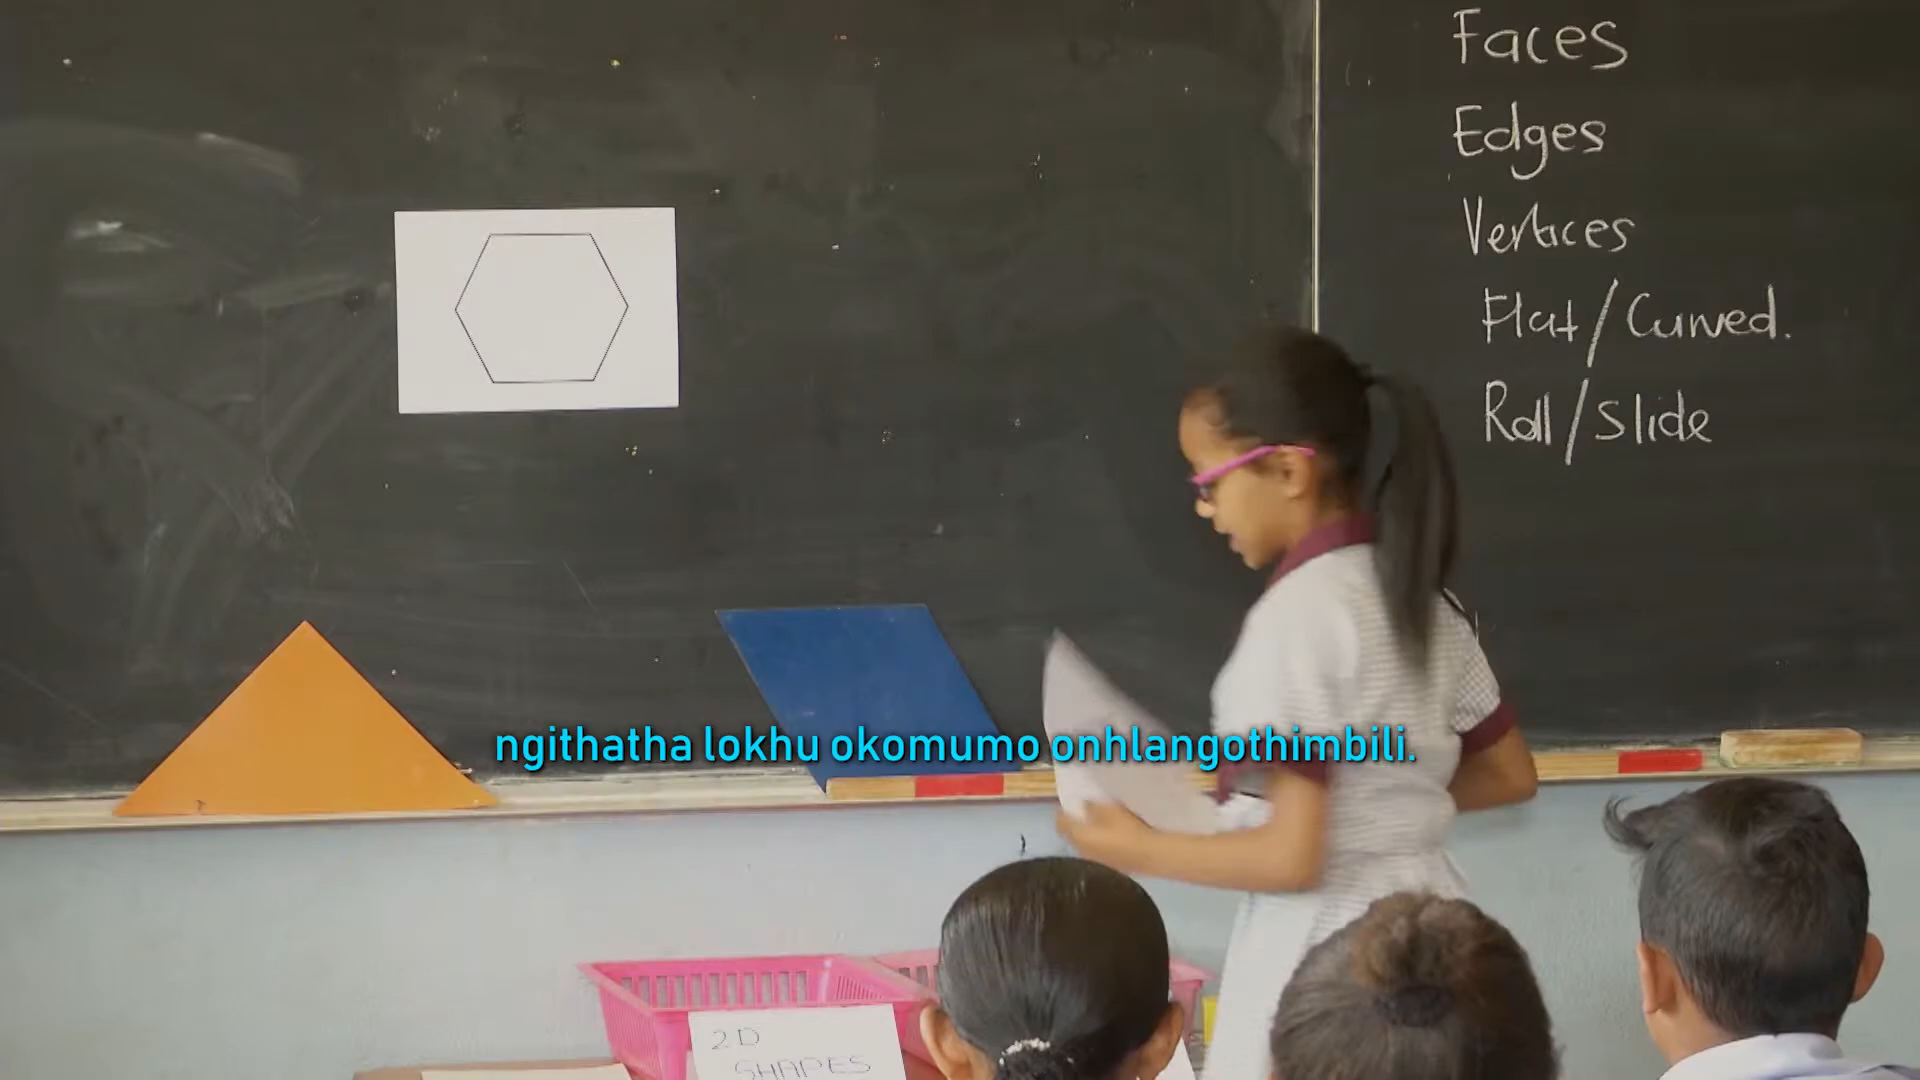 Faces
Edges
Vertices
Flat/Curved.
Roll/Slide
ngithatha lokhu okomumo onhlangothimbili.
2D
SHAPES